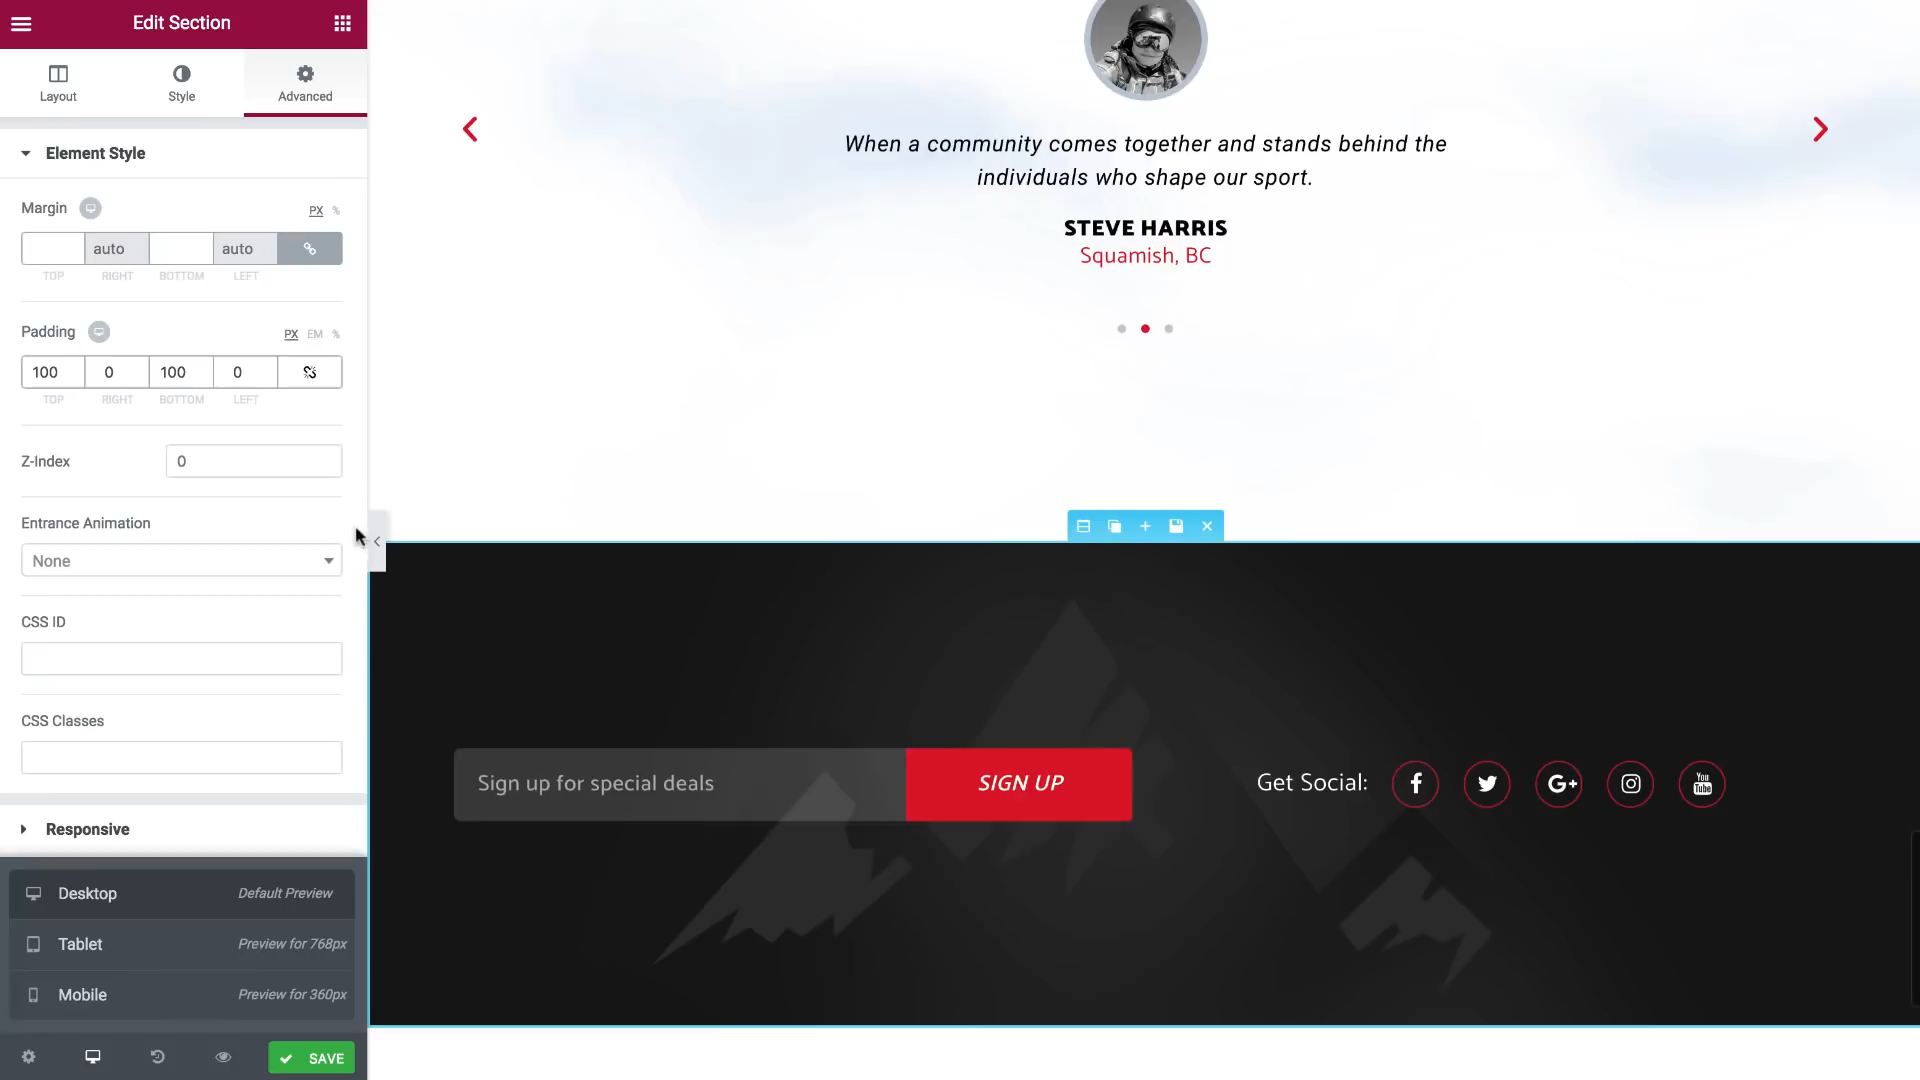 Edit Section
Layout
Style
Advanced
Element Style
Margin
PX %
auto
auto
TOP RIGHT BOTTOM LEFT
Padding
PX EM %
100 0 100 0
TOP RIGHT BOTTOM LEFT
Z-Index
0
Entrance Animation
None
CSS ID
CSS Classes
Responsive
Desktop Default Preview
Tablet Preview for 768px
Mobile Preview for 360px
SAVE
When a community comes together and stands behind the
individuals who shape our sport.
STEVE HARRIS
Squamish, BC
Sign up for special deals
SIGN UP
Get Social:
G+
You
Tube